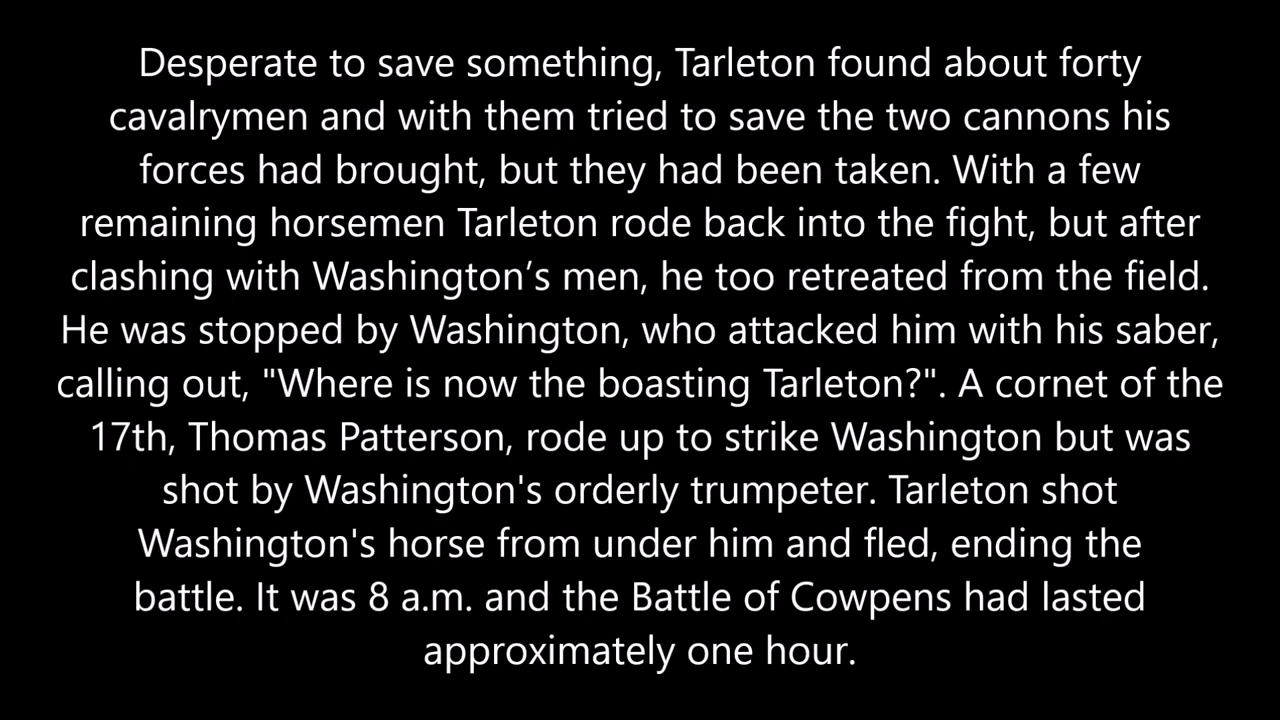 Desperate to save something, Tarleton found about forty
cavalrymen and with them tried to save the two cannons his
forces had brought, but they had been taken. With a few
remaining horsemen Tarleton rode back into the fight, but after
clashing with Washington’s men, he too retreated from the field.
He was stopped by Washington, who attacked him with his saber,
calling out, "Where is now the boasting Tarleton?". A cornet of the
17th, Thomas Patterson, rode up to strike Washington but was
shot by Washington's orderly trumpeter. Tarleton shot
Washington's horse from under him and fled, ending the
battle. It was 8 a.m. and the Battle of Cowpens had lasted
approximately one hour.